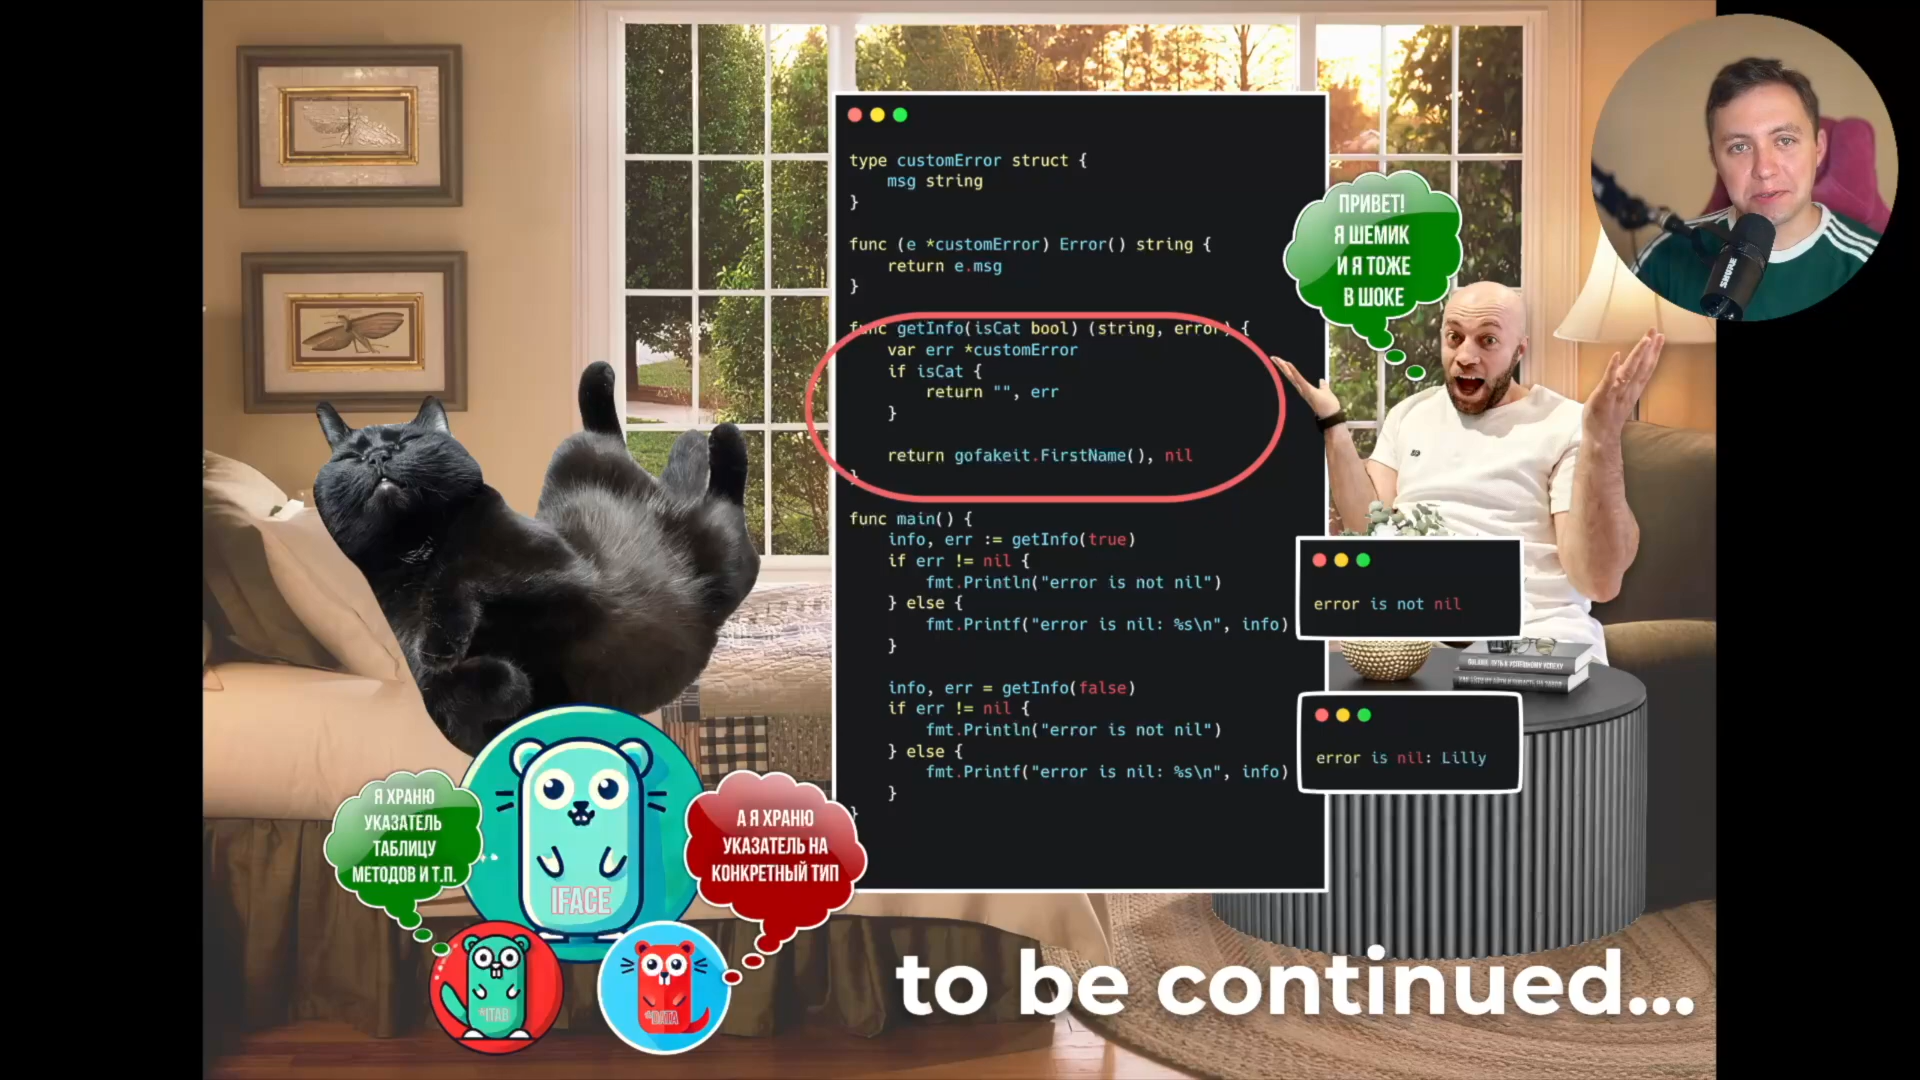 type customError struct {
msg string
}
func (e *customError) Error() string {
return e.msg
}
func getInfo(isCat bool) (string, error) {
var err *customError
if isCat {
return "", err
}
return gofakeit.FirstName(), nil
}
func main() {
info, err := getInfo(true)
if err != nil {
fmt.Println("error is not nil")
} else {
fmt.Printf("error is nil: %s\n", info)
}
info, err = getInfo(false)
if err != nil {
fmt.Println("error is not nil")
} else {
fmt.Printf("error is nil: %s\n", info)
}
}
ПРИВЕТ!
Я ШЕМИК
И Я ТОЖЕ
В ШОКЕ
SHURE
error is not nil
error is nil: Lilly
Я ХРАНЮ
УКАЗАТЕЛЬ
ТАБЛИЦУ
МЕТОДОВ И Т.П.
А Я ХРАНЮ
УКАЗАТЕЛЬ НА
КОНКРЕТНЫЙ ТИП
IFACE
*ITAB
*DATA
to be continued...